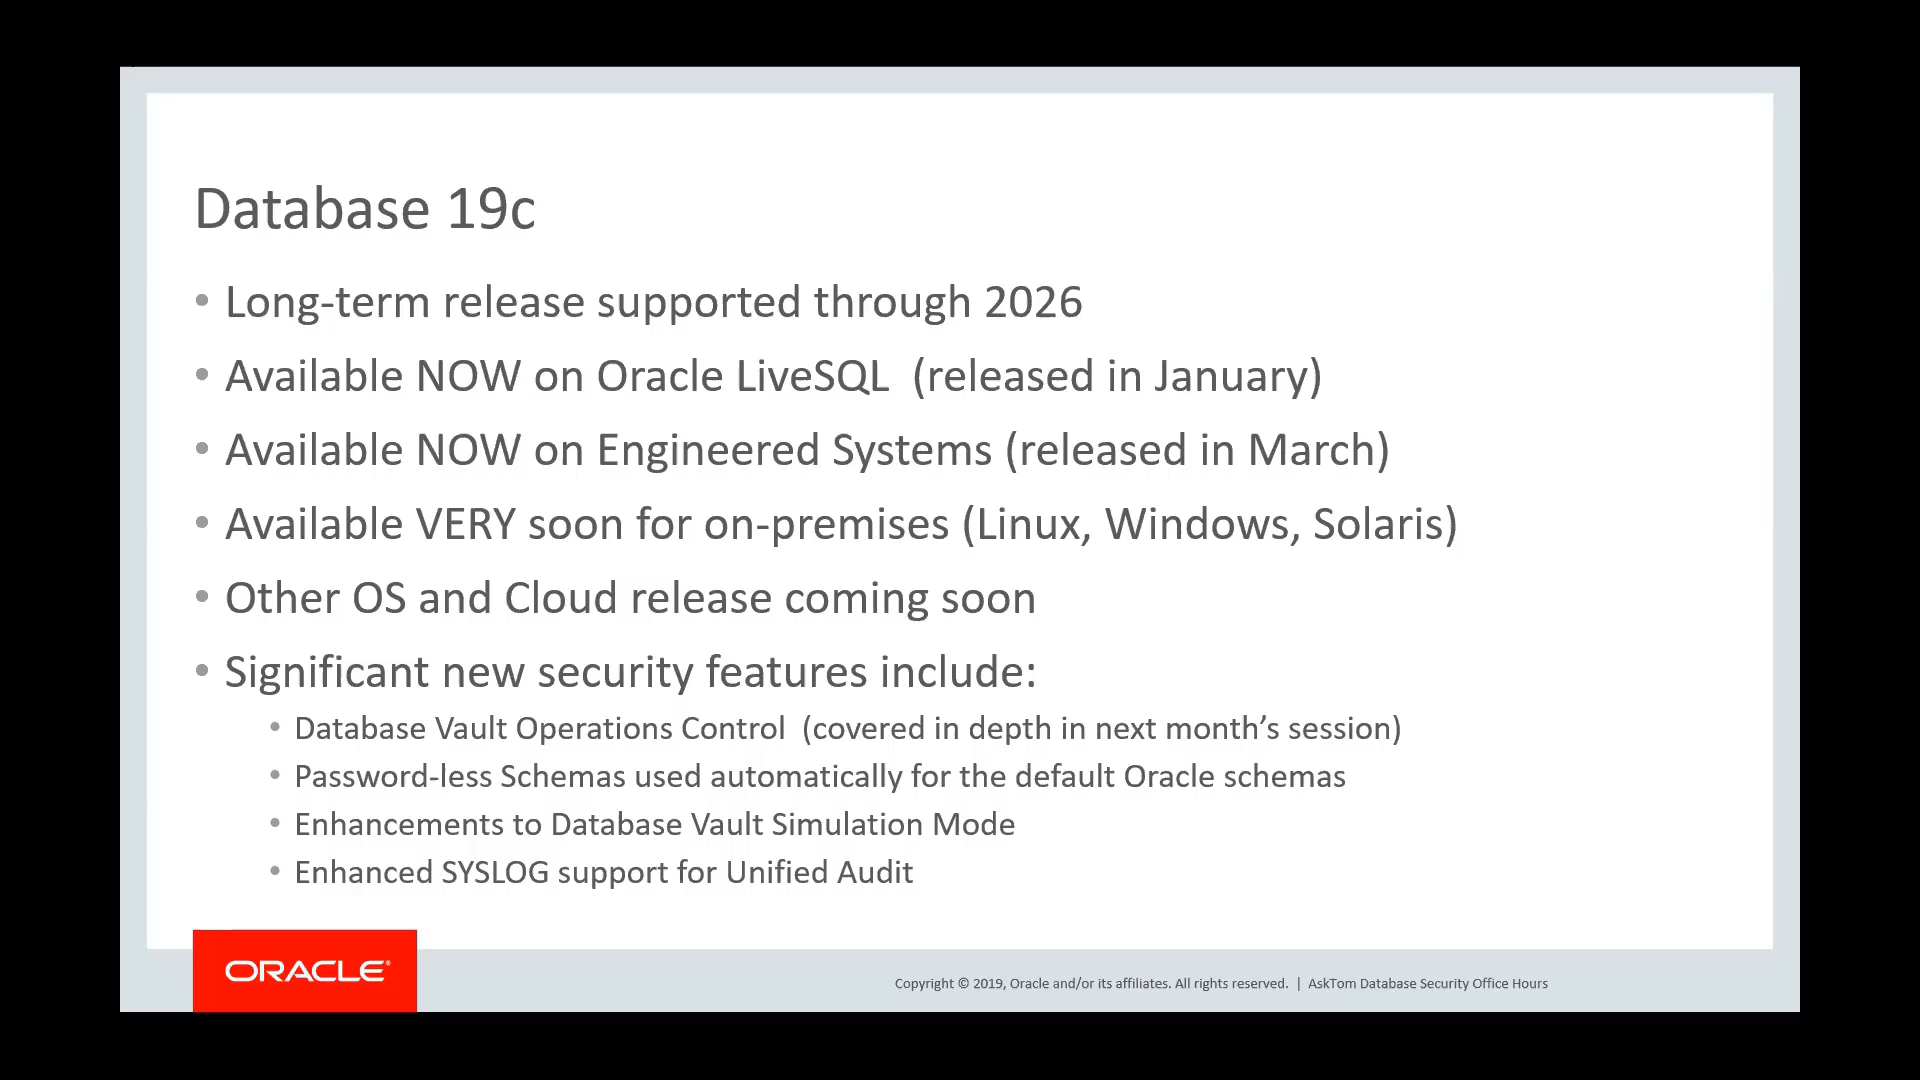 Database 19c
• Long-term release supported through 2026
• Available NOW on Oracle LiveSQL  (released in January)
• Available NOW on Engineered Systems (released in March)
• Available VERY soon for on-premises (Linux, Windows, Solaris)
• Other OS and Cloud release coming soon
• Significant new security features include:
• Database Vault Operations Control  (covered in depth in next month’s session)
• Password-less Schemas used automatically for the default Oracle schemas
• Enhancements to Database Vault Simulation Mode
• Enhanced SYSLOG support for Unified Audit
ORACLE®
Copyright © 2019, Oracle and/or its affiliates. All rights reserved.  |  AskTom Database Security Office Hours